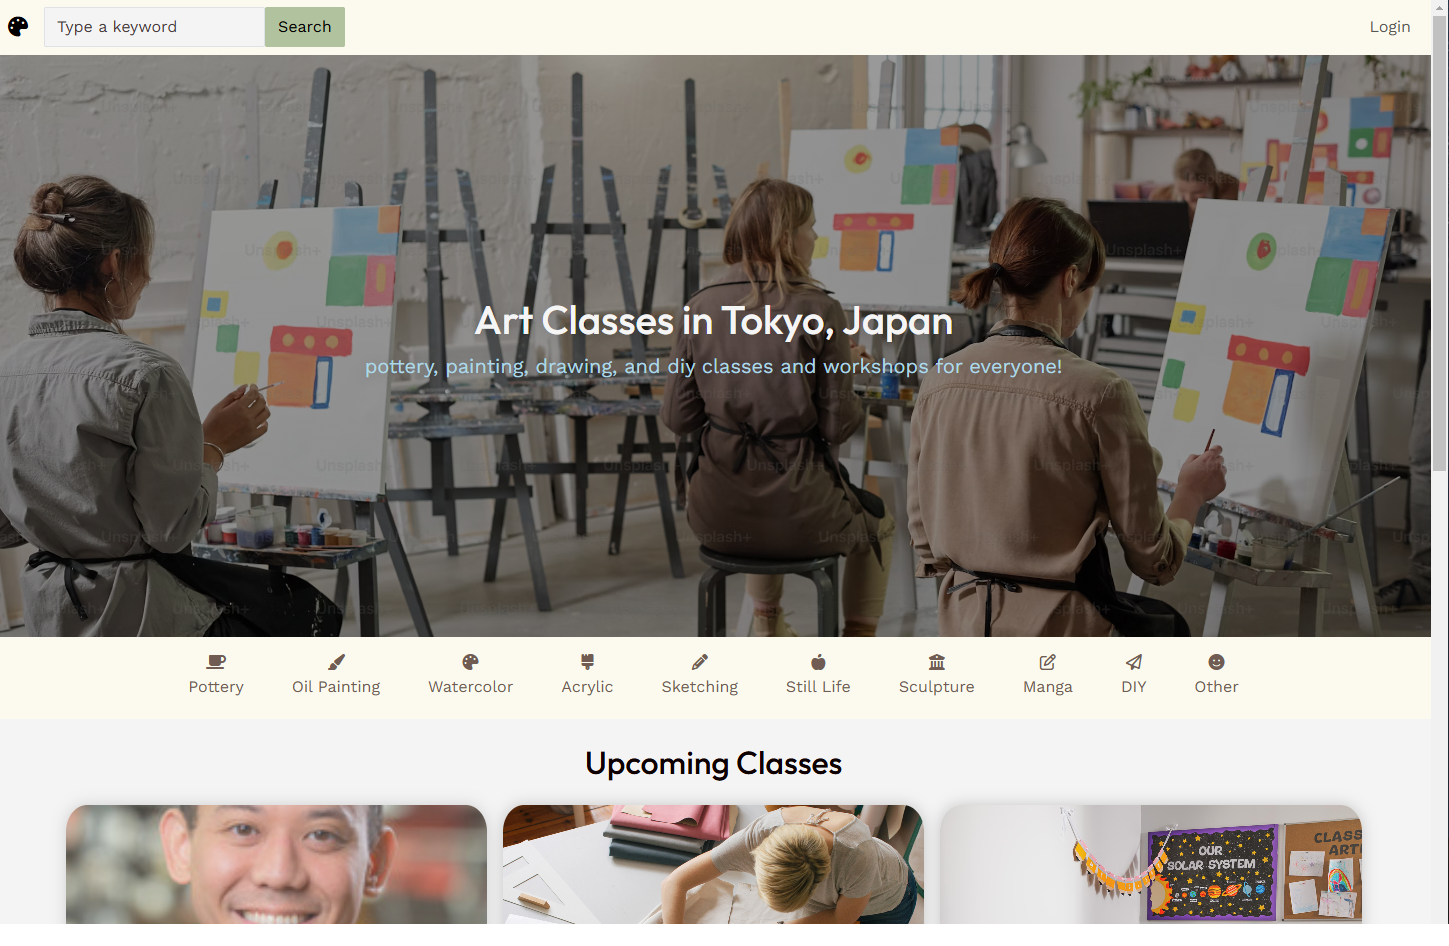 Type a keyword
Search
Login
Art Classes in Tokyo, Japan
pottery, painting, drawing, and diy classes and workshops for everyone!
Unsplash+
Pottery
Oil Painting
Watercolor
Acrylic
Sketching
Still Life
Sculpture
Manga
DIY
Other
Upcoming Classes
OUR
SOLAR SYSTEM
CLASS